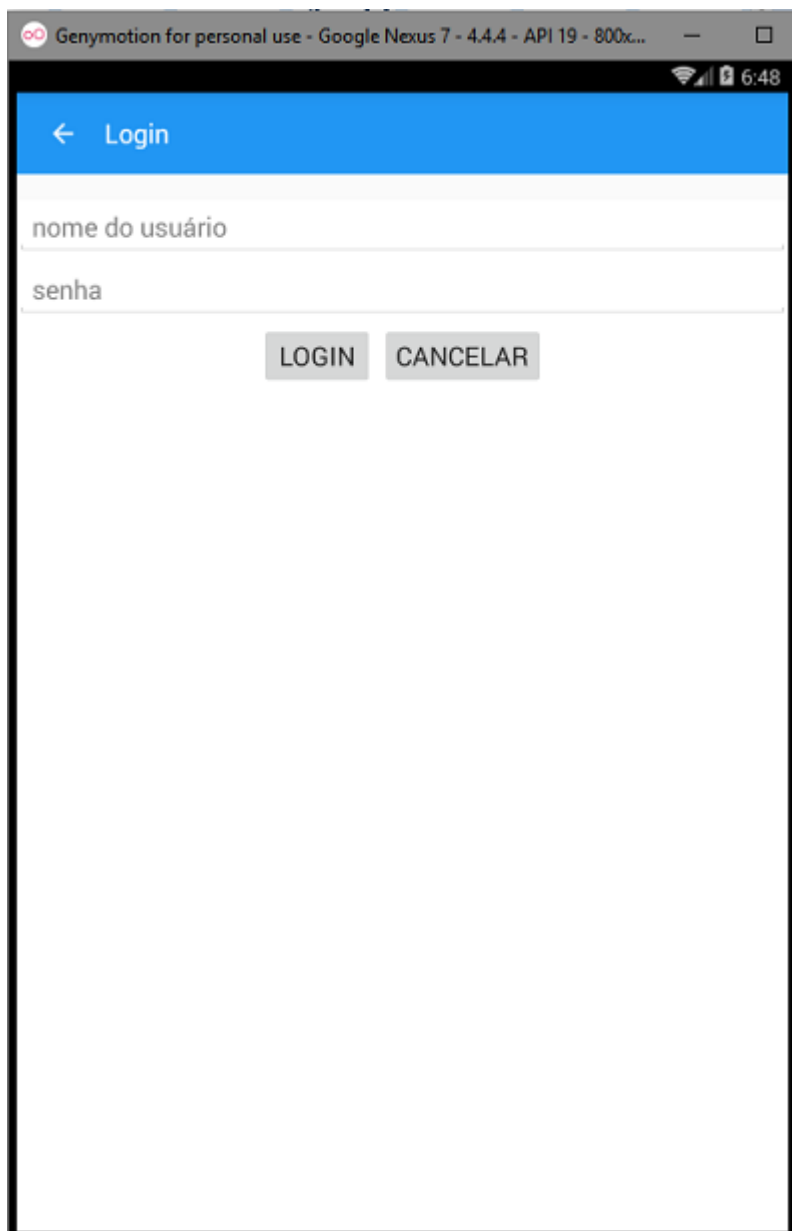 Genymotion for personal use - Google Nexus 7 - 4.4.4 - API 19 - 800x...
6:48
Login
nome do usuário
senha
LOGIN CANCELAR